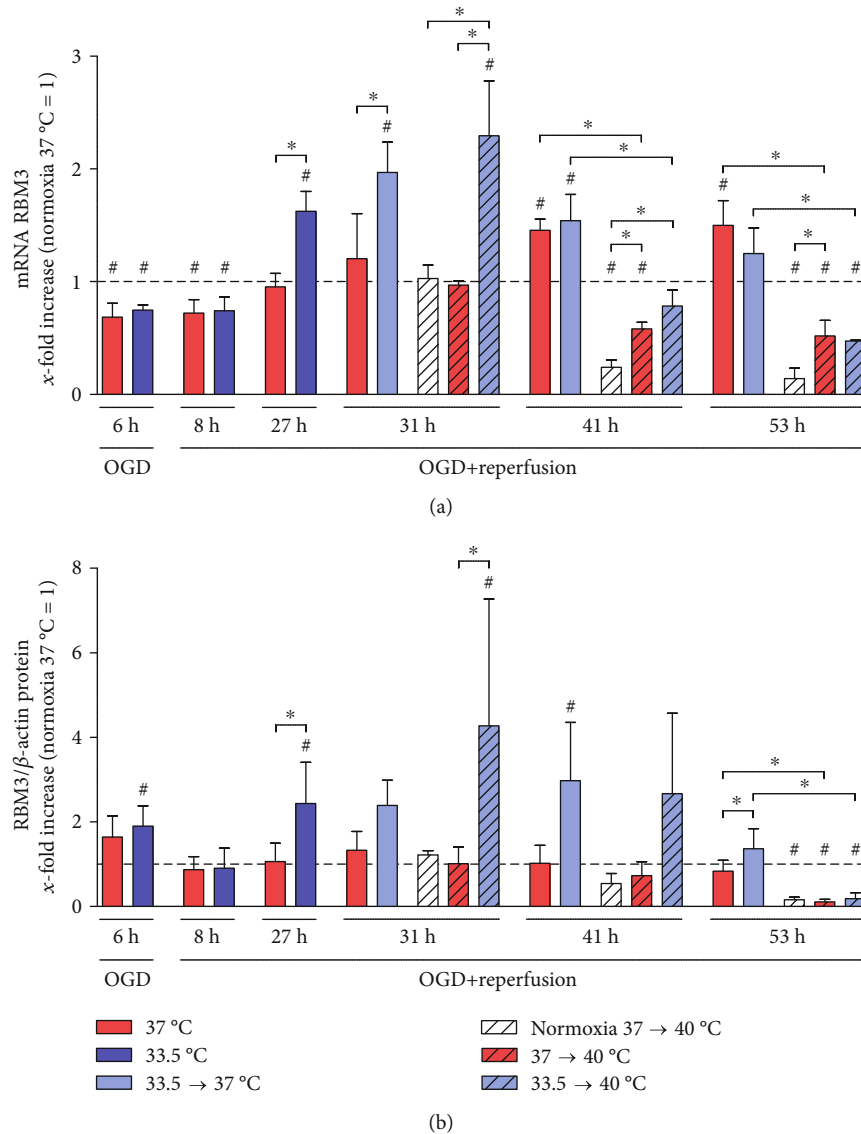 mRNA RBM3
x-fold increase (normoxia 37 °C = 1)
3
2
1
0
* *
* #
* #
* #
# # # #
* *
# #
*
*
# #
* *
#
*
# # #
6 h 8 h 27 h 31 h 41 h 53 h
OGD OGD+reperfusion
(a)
RBM3/β-actin protein
x-fold increase (normoxia 37 °C = 1)
8
6
4
2
0
#
* #
* #
#
* *
*
# # #
6 h 8 h 27 h 31 h 41 h 53 h
OGD OGD+reperfusion
37 °C
33.5 °C
33.5 → 37 °C
Normoxia 37 → 40 °C
37 → 40 °C
33.5 → 40 °C
(b)